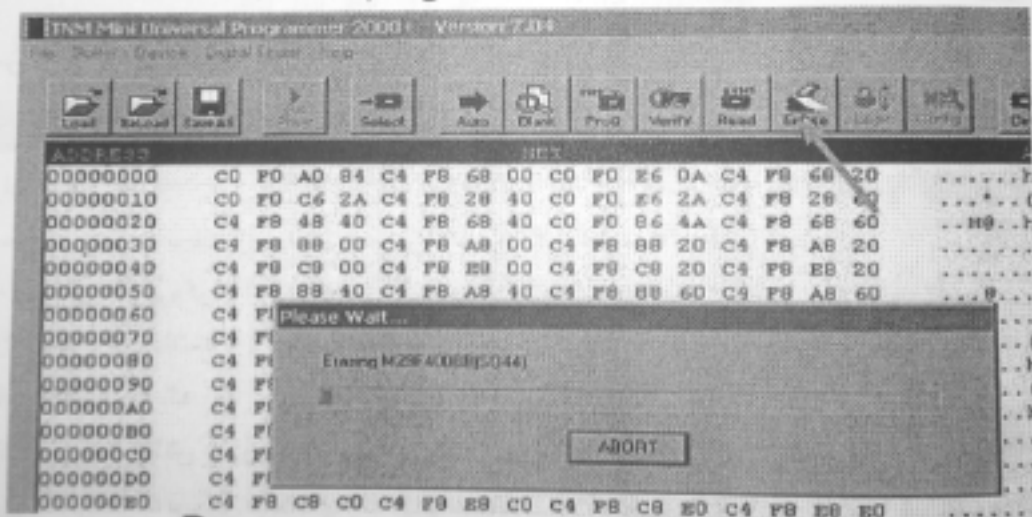 TNM Mini Universal Programmer 2000+ Version 7.04
Device Help
Load ReLoad Save AS Select Auto Blank Prog Verify Read Erase Config
ADDRESS HEX
00000000 C0 F0 A0 84 C4 F8 68 00 C0 F0 E6 0A C4 F8 68 20
00000010 C0 F0 C6 2A C4 F8 28 40 C0 F0 E6 2A C4 F8 28 60
00000020 C4 F8 48 40 C4 F8 68 40 C0 F0 86 4A C4 F8 68 60
00000030 C4 F8 88 00 C4 F8 A8 00 C4 F8 88 20 C4 F8 A8 20
00000040 C4 F8 C8 00 C4 F8 E8 00 C4 F8 C8 20 C4 F8 E8 20
00000050 C4 F8 88 40 C4 F8 A8 40 C4 F8 88 60 C4 F8 A8 60
00000060 C4
00000070 C4
00000080 C4 F8
00000090 C4 F8
000000A0 C4
000000B0 C4
000000C0 C4
000000D0 C4
000000E0 C4 F8 C8 C0 C4 F8 E8 C0 C4 F8 C8 E0 C4 F8 E8 E0
Please Wait...
Erasing M29F400BB(SO44)
ABORT